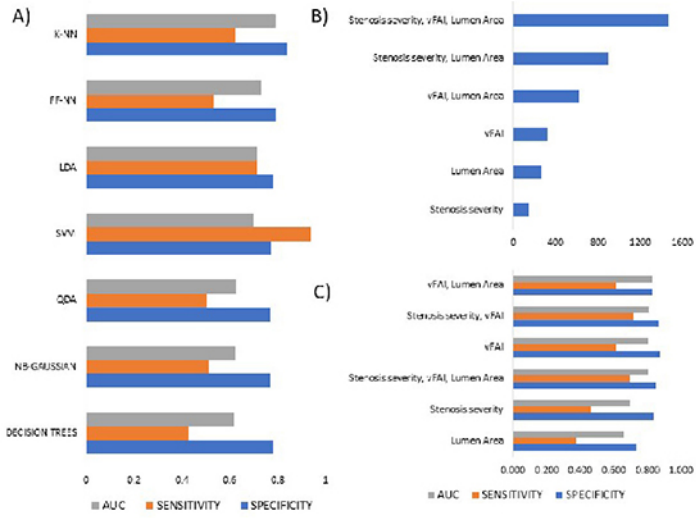 A)
K-NN
FF-NN
LDA
SVM
QDA
NB-GAUSSIAN
DECISION TREES
0 0.2 0.4 0.6 0.8 1
AUC SENSITIVITY SPECIFICITY
B)
Stenosis severity, vFAI, Lumen Area
Stenosis severity, Lumen Area
vFAI, Lumen Area
vFAI
Lumen Area
Stenosis severity
0 200 400 600 800 1000 1200 1400 1600
C)
vFAI, Lumen Area
Stenosis severity, vFAI
vFAI
Stenosis severity, vFAI, Lumen Area
Stenosis severity
Lumen Area
0.000 0.200 0.400 0.600 0.800 1.000
AUC SENSITIVITY SPECIFICITY